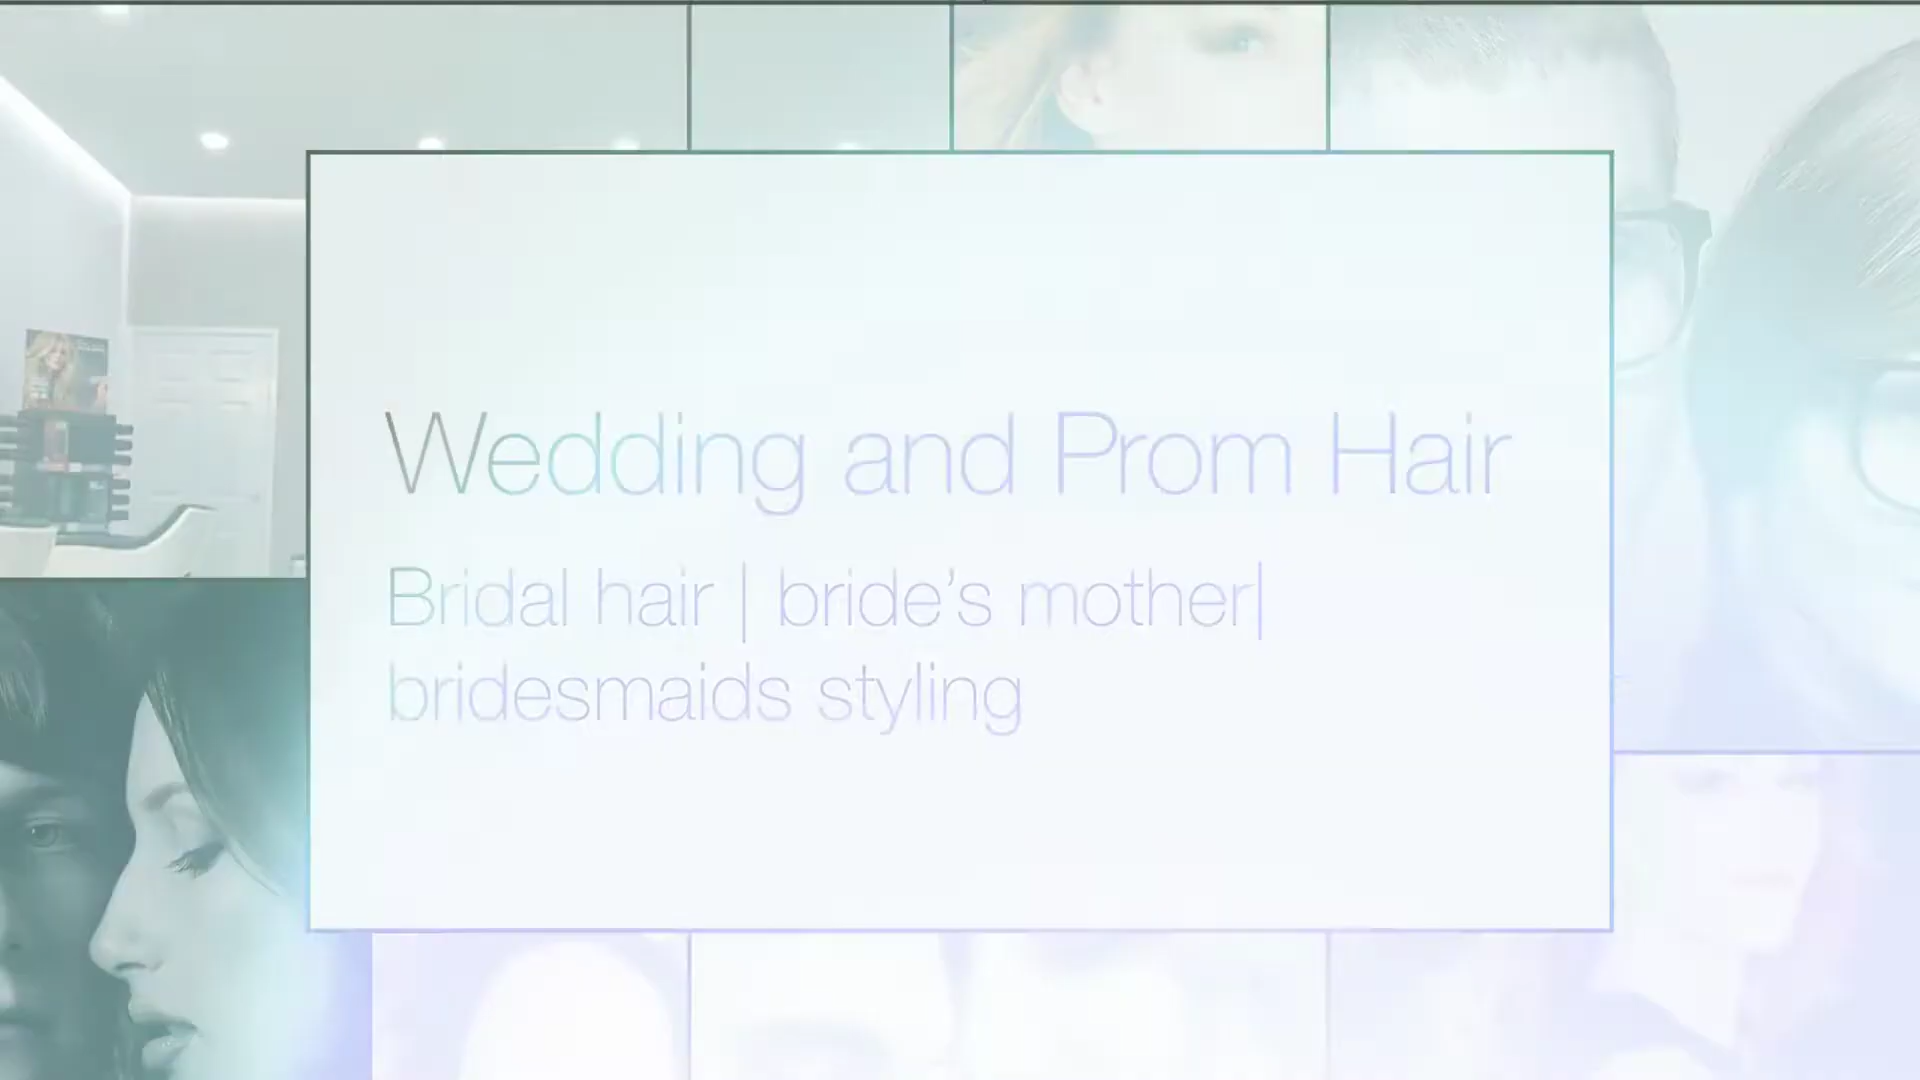 Wedding and Prom Hair
Bridal hair | bride’s mother|
bridesmaids styling